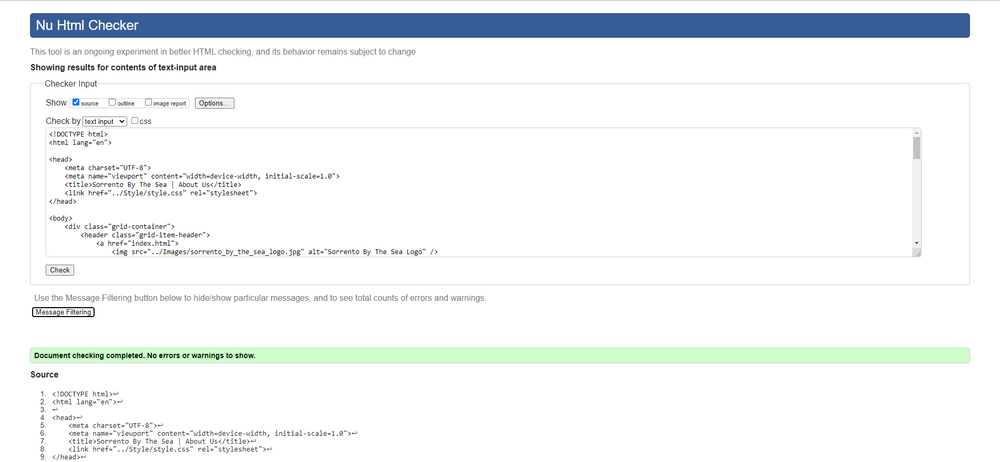 Nu Html Checker
This tool is an ongoing experiment in better HTML checking, and its behavior remains subject to change
Showing results for contents of text-input area
Checker Input
Show source outline image report Options...
Check by text input css
<!DOCTYPE html>
<html lang="en">
<head>
<meta charset="UTF-8">
<meta name="viewport" content="width=device-width, initial-scale=1.0">
<title>Sorrento By The Sea | About Us</title>
<link href="../Style/style.css" rel="stylesheet">
</head>
<body>
<div class="grid-container">
<header class="grid-item-header">
<a href="index.html">
<img src="../Images/sorrento_by_the_sea_logo.jpg" alt="Sorrento By The Sea Logo" />
Check
Use the Message Filtering button below to hide/show particular messages, and to see total counts of errors and warnings.
Message Filtering
Document checking completed. No errors or warnings to show.
Source
1. <!DOCTYPE html>↩
2. <html lang="en">↩
3. ↩
4. <head>↩
5. <meta charset="UTF-8">↩
6. <meta name="viewport" content="width=device-width, initial-scale=1.0">↩
7. <title>Sorrento By The Sea | About Us</title>↩
8. <link href="../Style/style.css" rel="stylesheet">↩
9. </head>↩